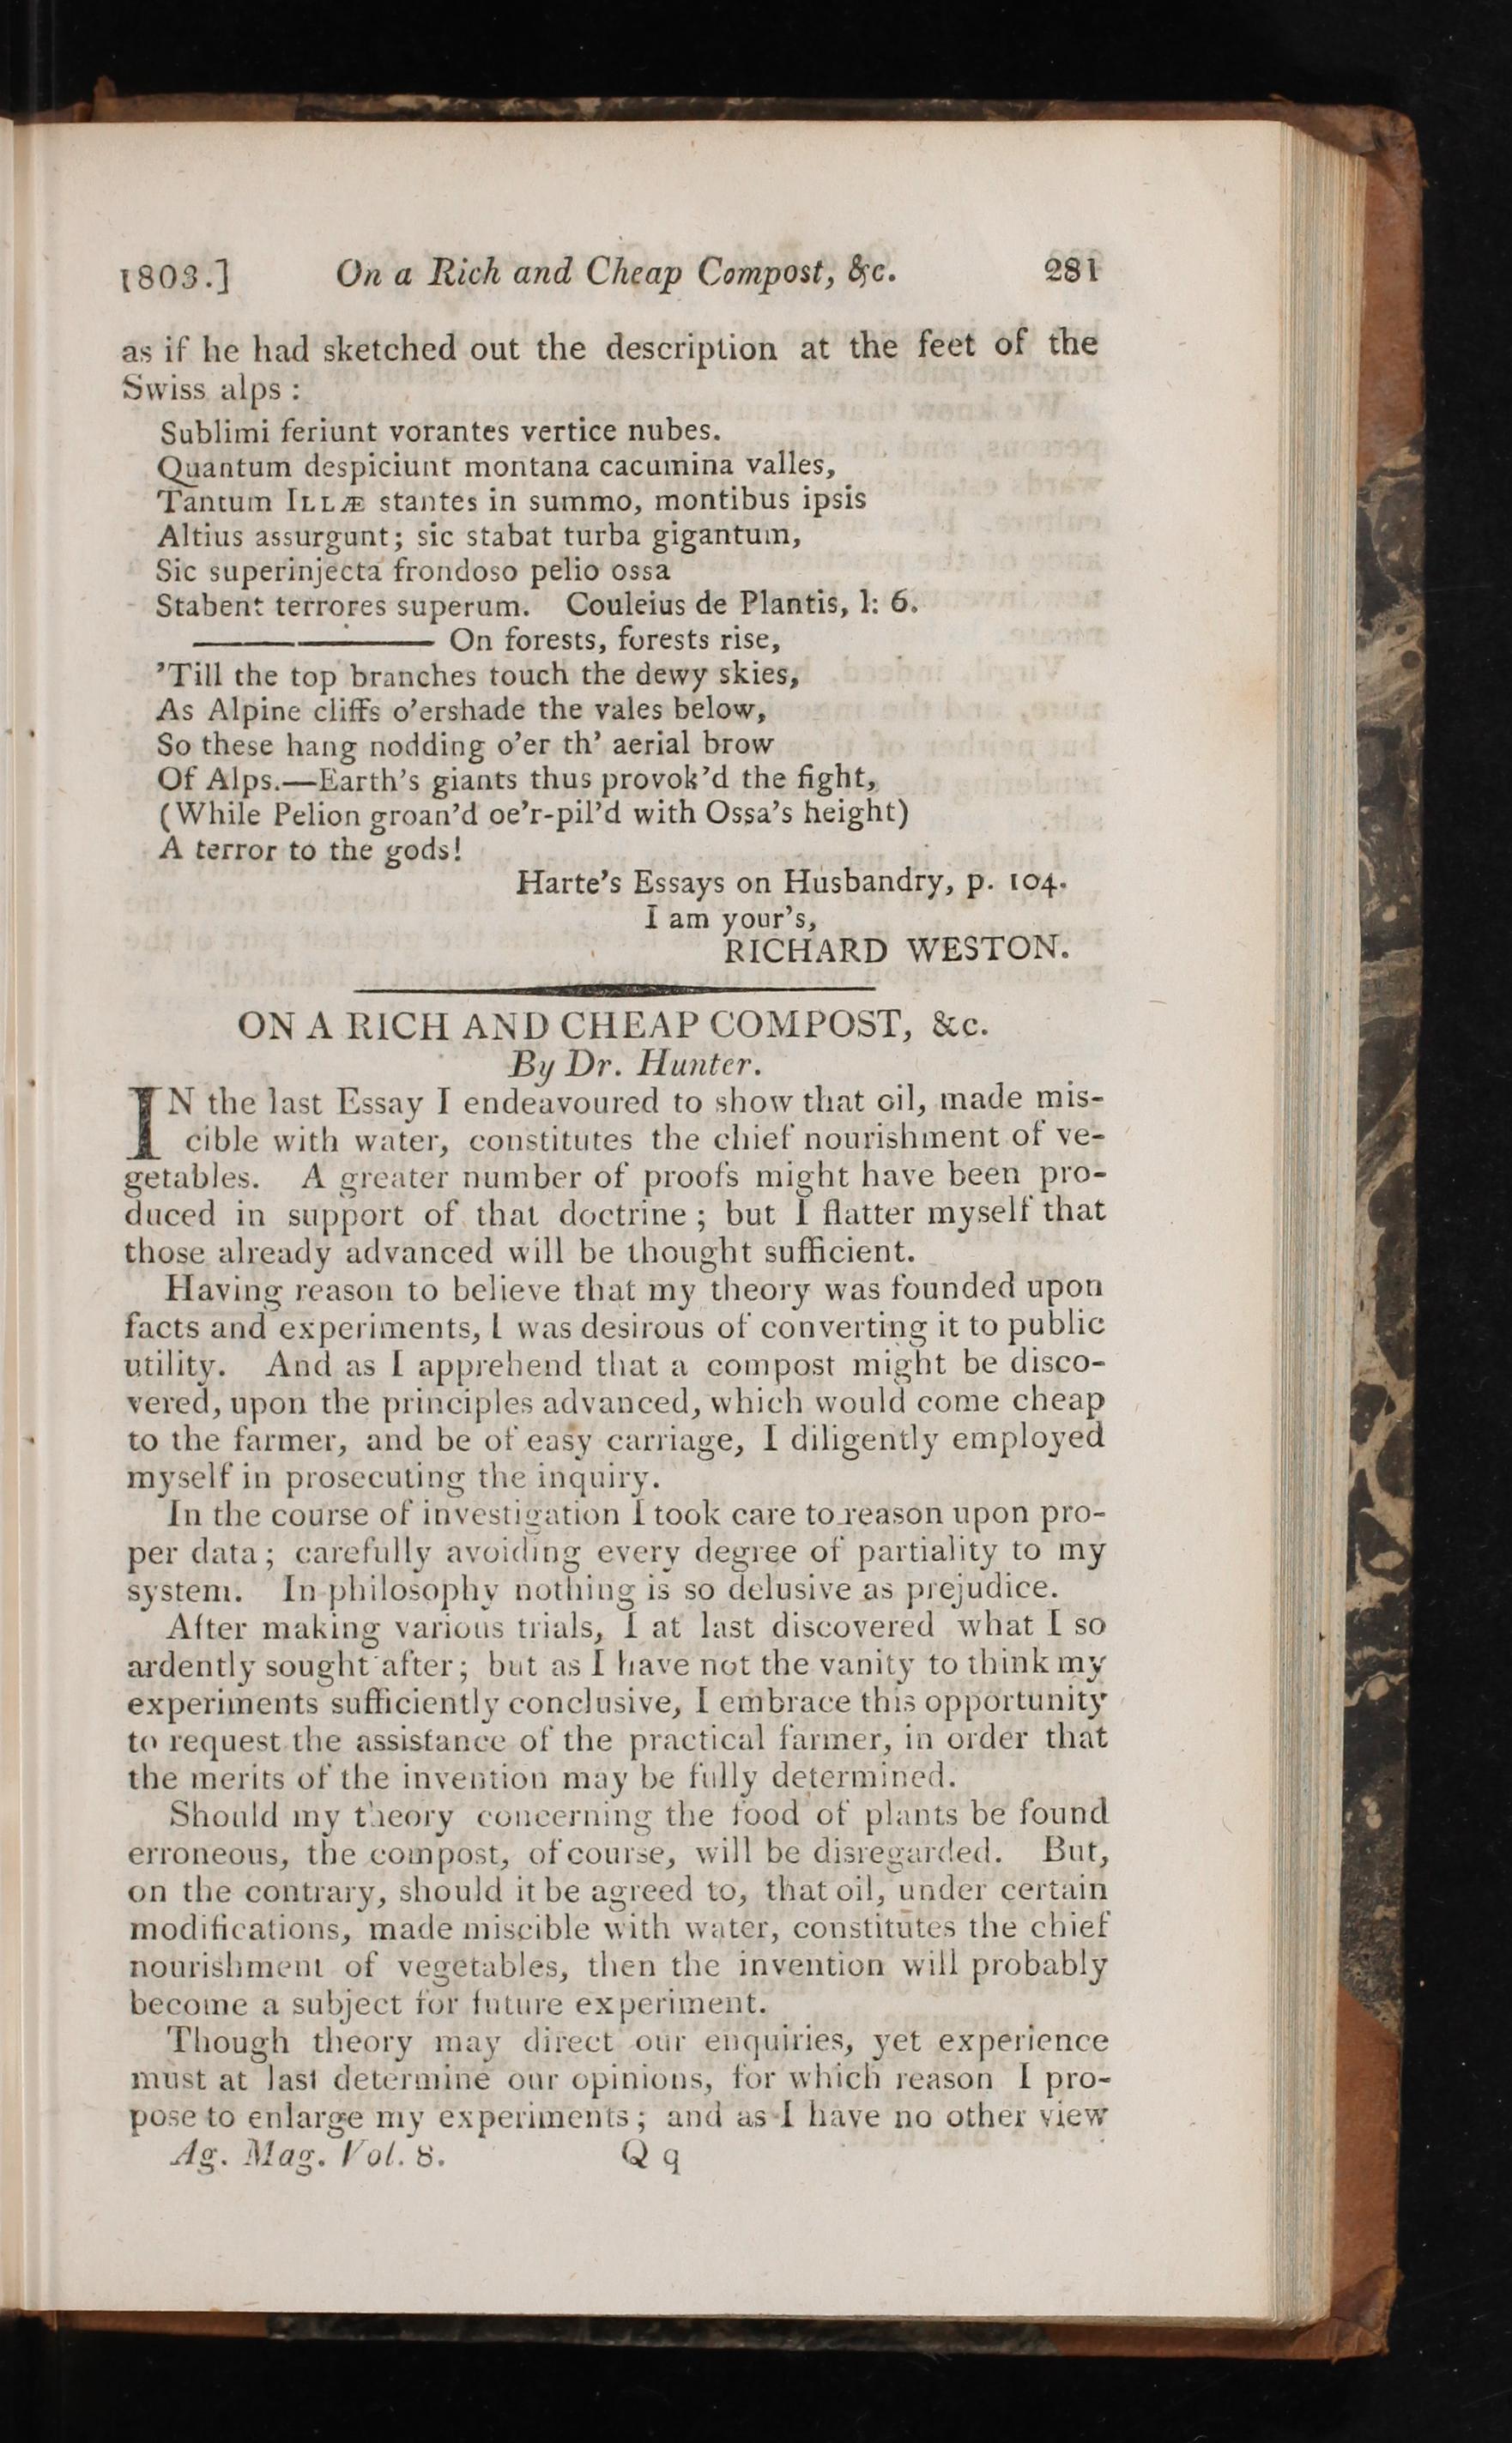 1803.] On a Rich and Cheap Compost, &c. 281
as if he had sketched out the description at the feet of the
Swiss alps :
Sublimi feriunt vorantes vertice nubes.
Quantum despiciunt montana cacumina valles,
Tantum ILLÆ stantes in summo, montibus ipsis
Altius assurgunt; sic stabat turba gigantum,
Sic superinjecta frondoso pelio ossa
Stabent terrores superum. Couleius de Plantis, l: 6.
———— On forests, forests rise,
’Till the top branches touch the dewy skies,
As Alpine cliffs o’ershade the vales below,
So these hang nodding o’er th’ aerial brow
Of Alps.—Earth’s giants thus provok’d the fight,
(While Pelion groan’d oe’r-pil’d with Ossa’s height)
A terror to the gods!
Harte’s Essays on Husbandry, p. 104.
I am your’s,
RICHARD WESTON.
ON A RICH AND CHEAP COMPOST, &c.
By Dr. Hunter.
IN the last Essay I endeavoured to show that oil, made mis-
cible with water, constitutes the chief nourishment of ve-
getables. A greater number of proofs might have been pro-
duced in support of that doctrine ; but I flatter myself that
those already advanced will be thought sufficient.
Having reason to believe that my theory was founded upon
facts and experiments, I was desirous of converting it to public
utility. And as I apprehend that a compost might be disco-
vered, upon the principles advanced, which would come cheap
to the farmer, and be of easy carriage, I diligently employed
myself in prosecuting the inquiry.
In the course of investigation I took care to reason upon pro-
per data; carefully avoiding every degree of partiality to my
system. In philosophy nothing is so delusive as prejudice.
After making various trials, I at last discovered what I so
ardently sought after; but as I have not the vanity to think my
experiments sufficiently conclusive, I embrace this opportunity
to request the assistance of the practical farmer, in order that
the merits of the invention may be fully determined.
Should my theory concerning the food of plants be found
erroneous, the compost, of course, will be disregarded. But,
on the contrary, should it be agreed to, that oil, under certain
modifications, made miscible with water, constitutes the chief
nourishment of vegetables, then the invention will probably
become a subject for future experiment.
Though theory may direct our enquiries, yet experience
must at last determine our opinions, for which reason I pro-
pose to enlarge my experiments; and as I have no other view
Ag. Mag. Vol. 8. Q q